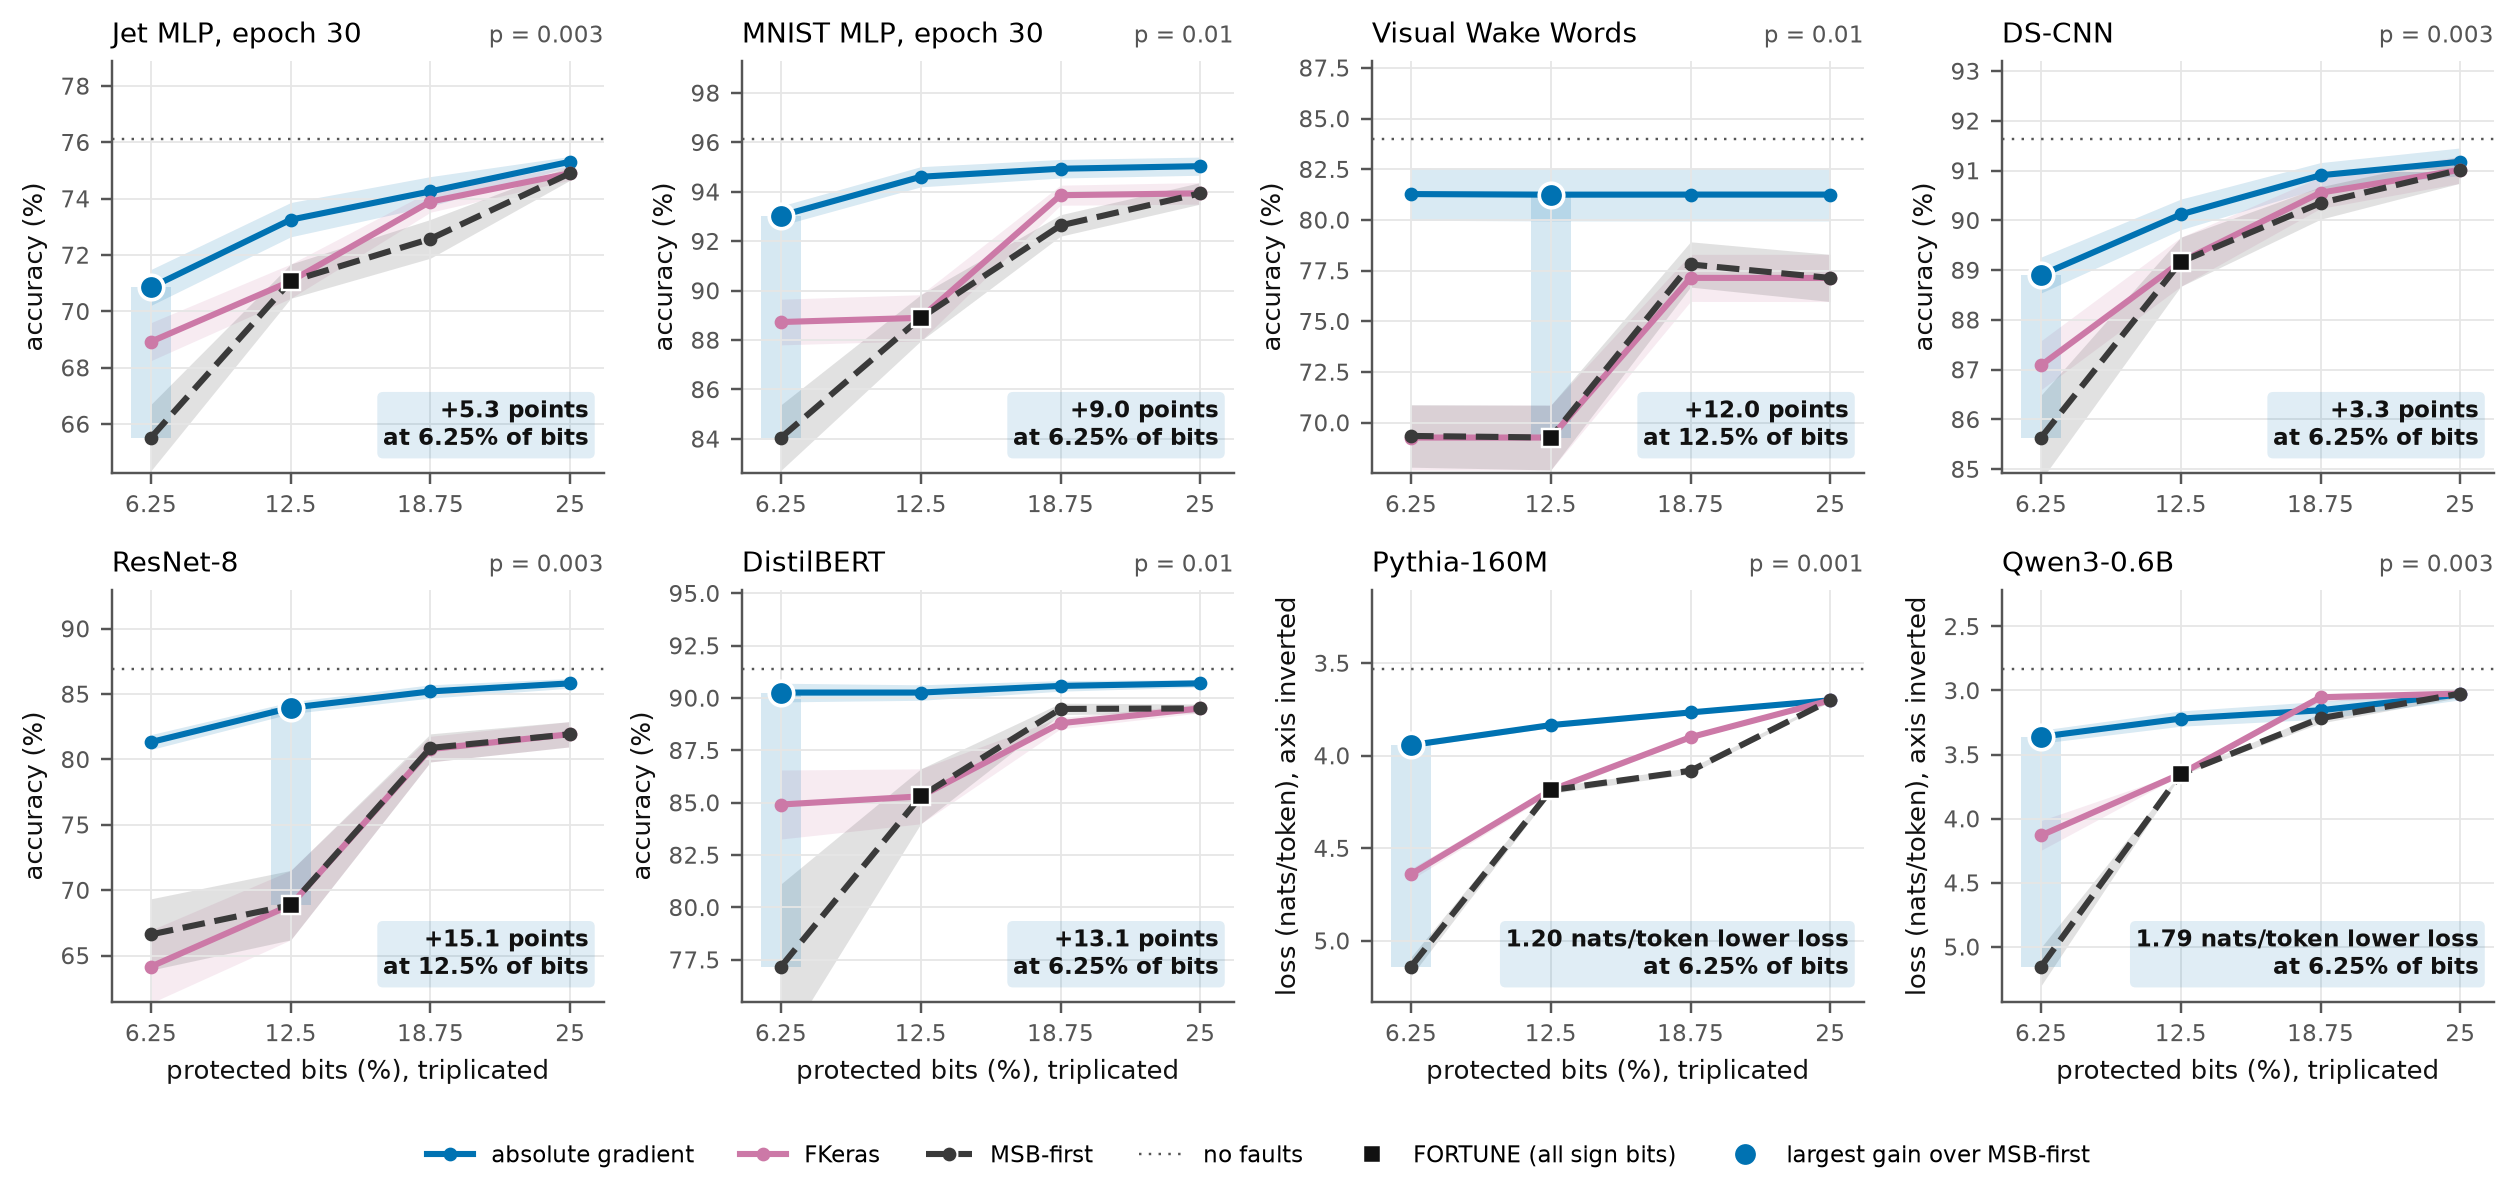 Jet MLP, epoch 30
p = 0.003
MNIST MLP, epoch 30
p = 0.01
Visual Wake Words
p = 0.01
DS-CNN
p = 0.003
accuracy (%)
78
76
74
72
70
68
66
+5.3 points
at 6.25% of bits
6.25
12.5
18.75
25
accuracy (%)
98
96
94
92
90
88
86
84
+9.0 points
at 6.25% of bits
6.25
12.5
18.75
25
accuracy (%)
87.5
85.0
82.5
80.0
77.5
75.0
72.5
70.0
+12.0 points
at 12.5% of bits
6.25
12.5
18.75
25
accuracy (%)
93
92
91
90
89
88
87
86
85
+3.3 points
at 6.25% of bits
6.25
12.5
18.75
25
ResNet-8
p = 0.003
DistilBERT
p = 0.01
Pythia-160M
p = 0.001
Qwen3-0.6B
p = 0.003
accuracy (%)
90
85
80
75
70
65
+15.1 points
at 12.5% of bits
6.25
12.5
18.75
25
protected bits (%), triplicated
accuracy (%)
95.0
92.5
90.0
87.5
85.0
82.5
80.0
77.5
+13.1 points
at 6.25% of bits
6.25
12.5
18.75
25
protected bits (%), triplicated
loss (nats/token), axis inverted
3.5
4.0
4.5
5.0
1.20 nats/token lower loss
at 6.25% of bits
6.25
12.5
18.75
25
protected bits (%), triplicated
loss (nats/token), axis inverted
2.5
3.0
3.5
4.0
4.5
5.0
1.79 nats/token lower loss
at 6.25% of bits
6.25
12.5
18.75
25
protected bits (%), triplicated
absolute gradient
FKeras
MSB-first
no faults
FORTUNE (all sign bits)
largest gain over MSB-first